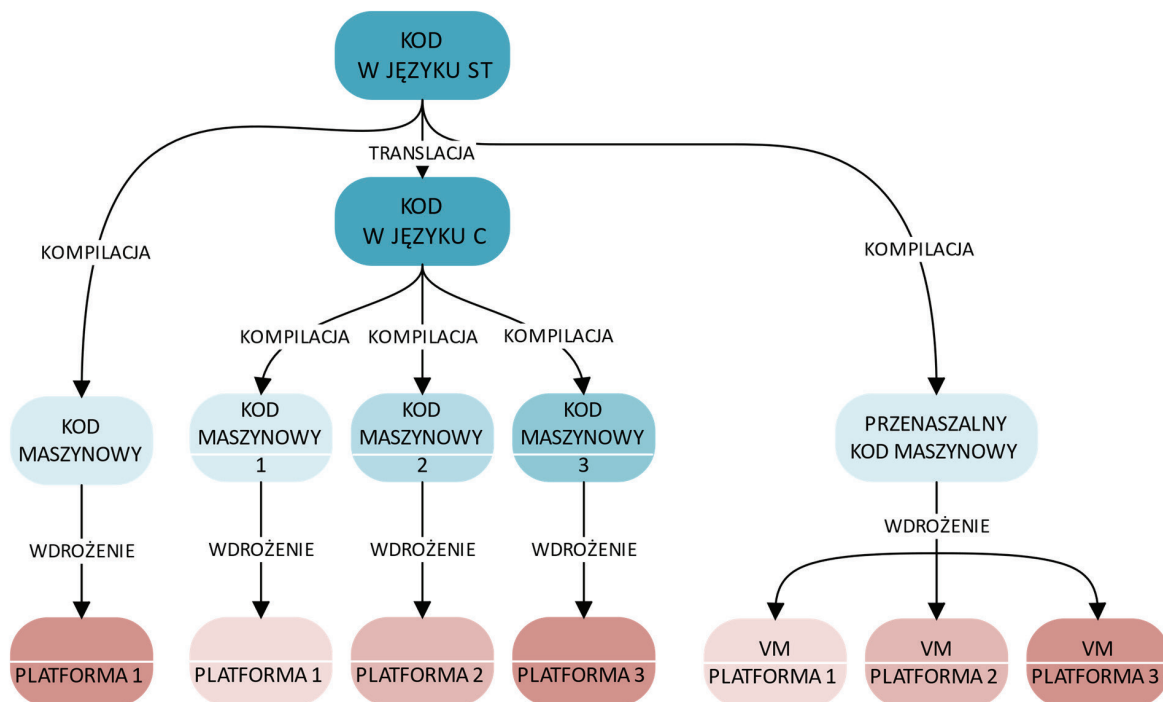 KOD
W JĘZYKU ST
TRANSLACJA
KOD
W JĘZYKU C
KOMPILACJA
KOMPILACJA
KOMPILACJA
KOMPILACJA
KOMPILACJA
KOD
MASZYNOWY
KOD
MASZYNOWY
1
KOD
MASZYNOWY
2
KOD
MASZYNOWY
3
PRZENASZALNY
KOD MASZYNOWY
WDROŻENIE
WDROŻENIE
WDROŻENIE
WDROŻENIE
WDROŻENIE
PLATFORMA 1
PLATFORMA 1
PLATFORMA 2
PLATFORMA 3
VM
PLATFORMA 1
VM
PLATFORMA 2
VM
PLATFORMA 3